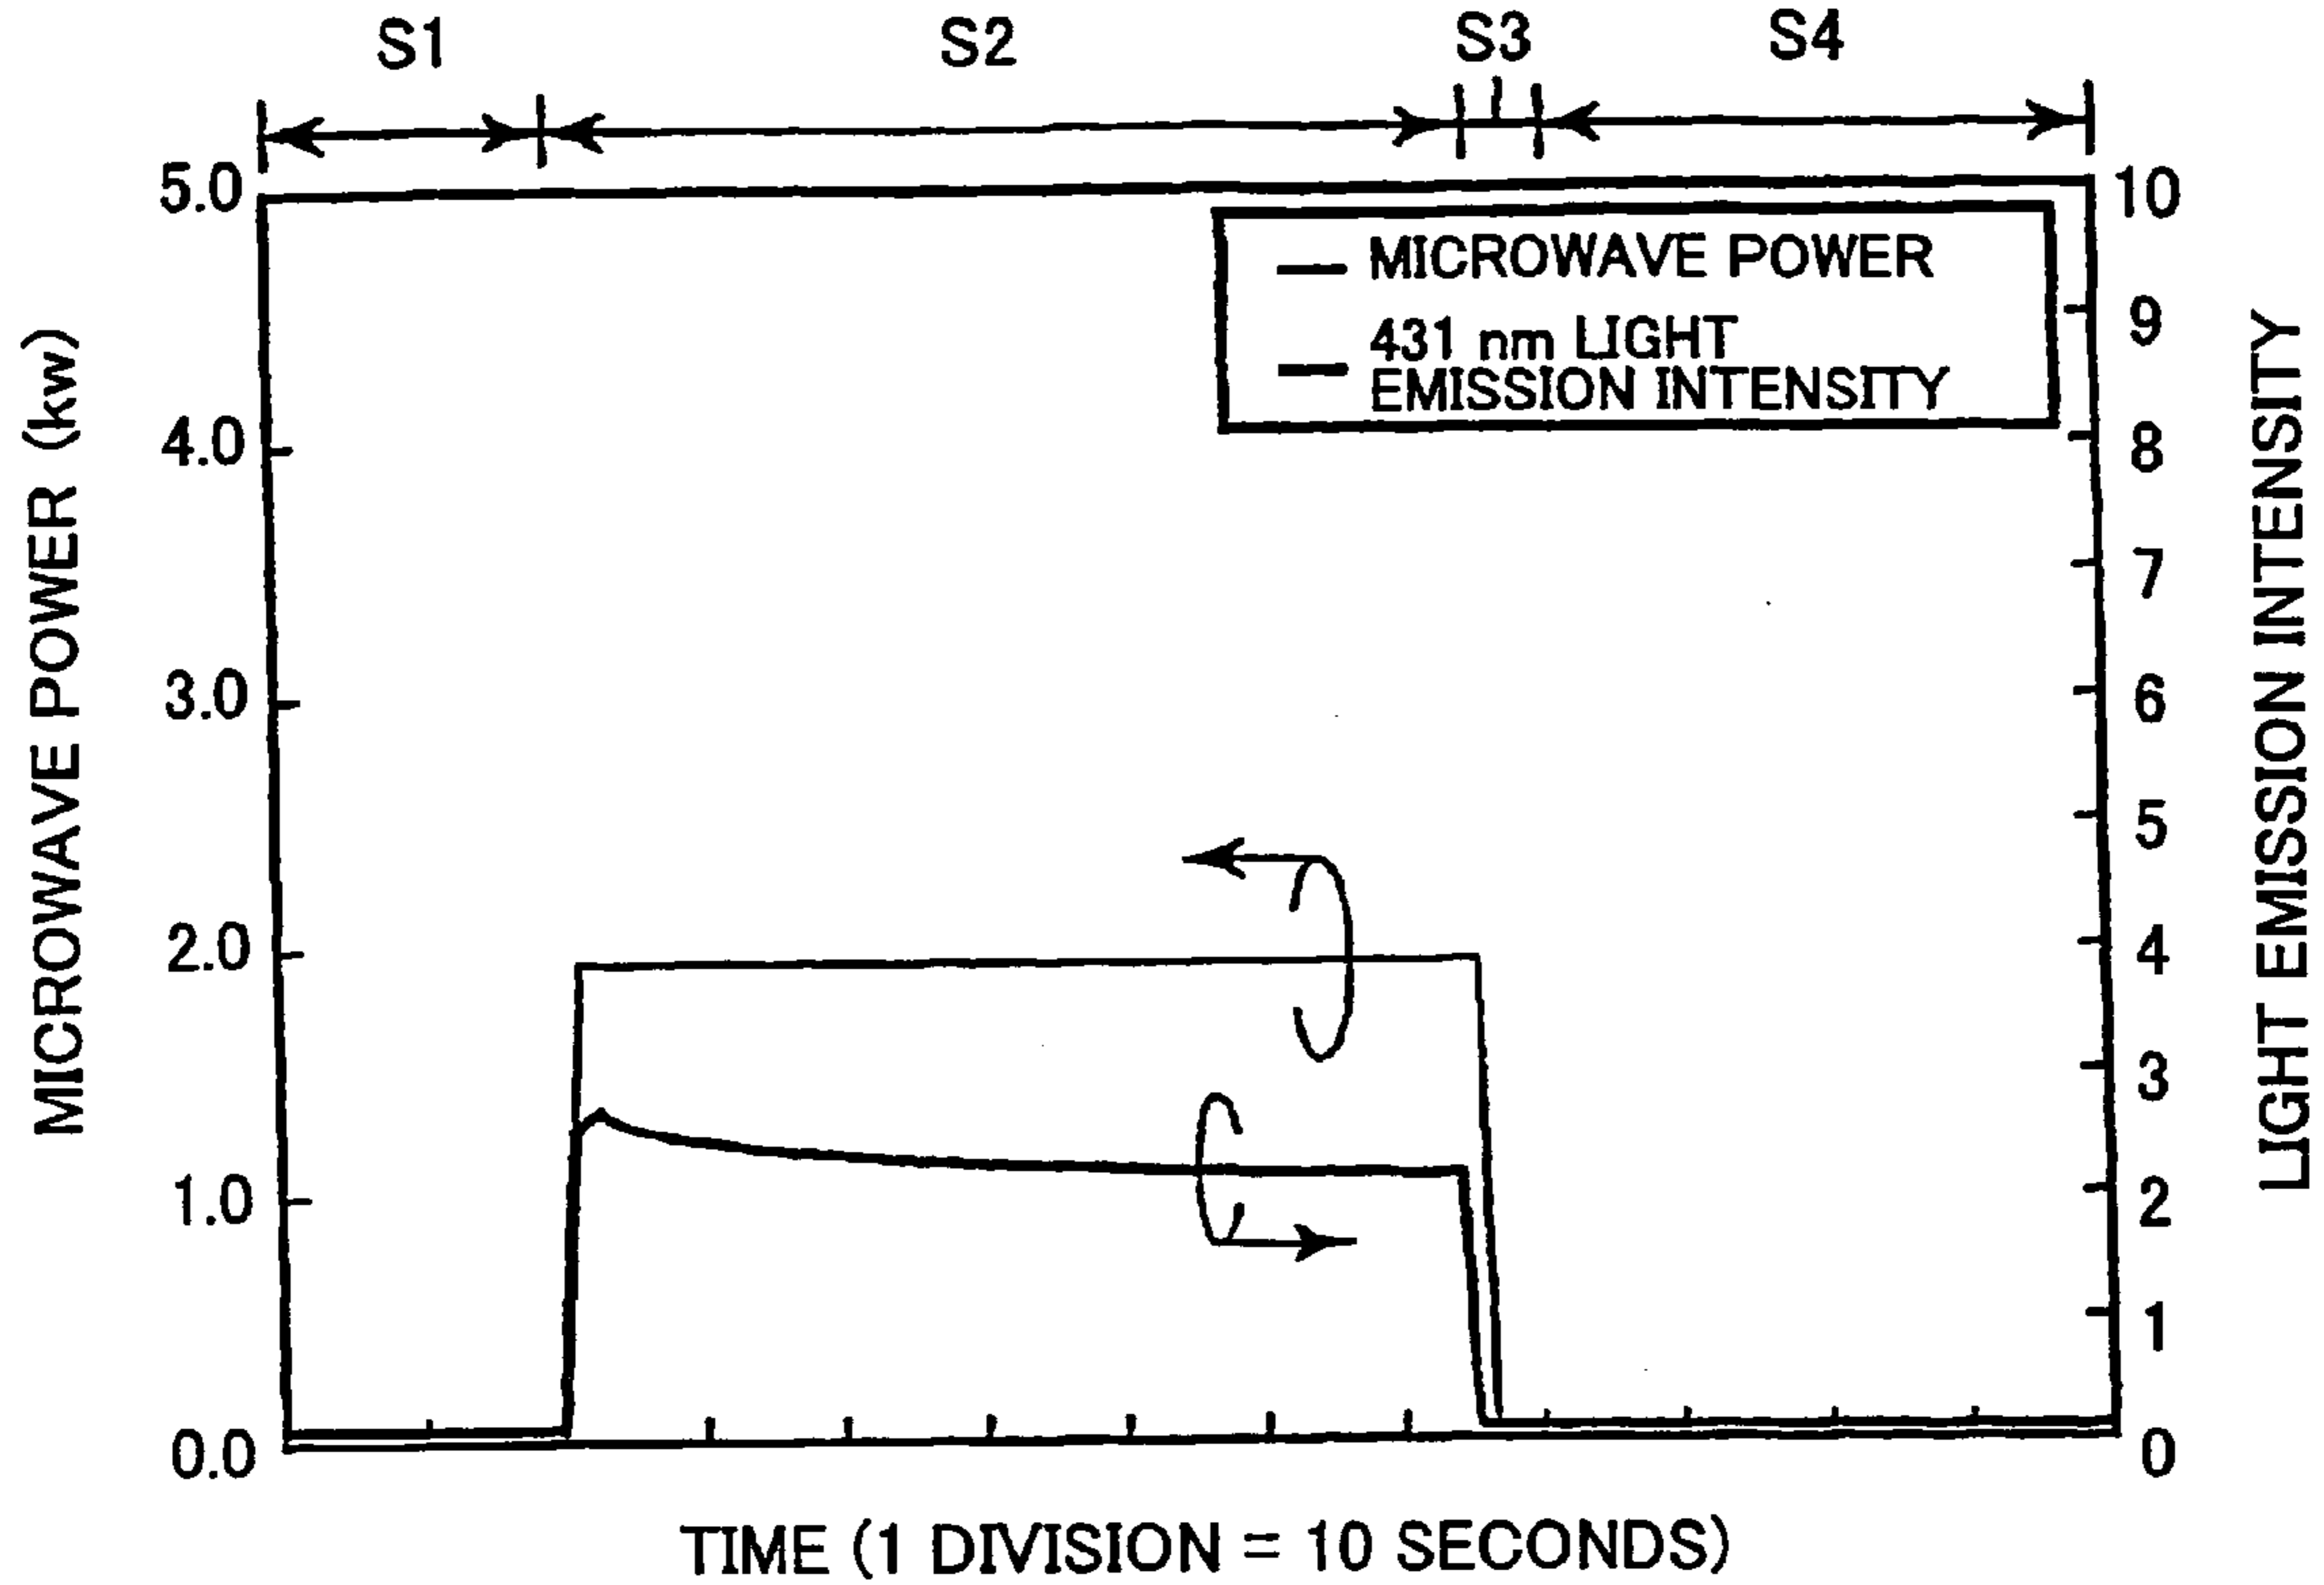 S1 S2 S3 S4
MICROWAVE POWER (kw)
5.0
4.0
3.0
2.0
1.0
0.0
MICROWAVE POWER
431 nm LIGHT
EMISSION INTENSITY
10
9
8
7
6
5
4
3
2
1
0
LIGHT EMISSION INTENSITY
TIME (1 DIVISION = 10 SECONDS)